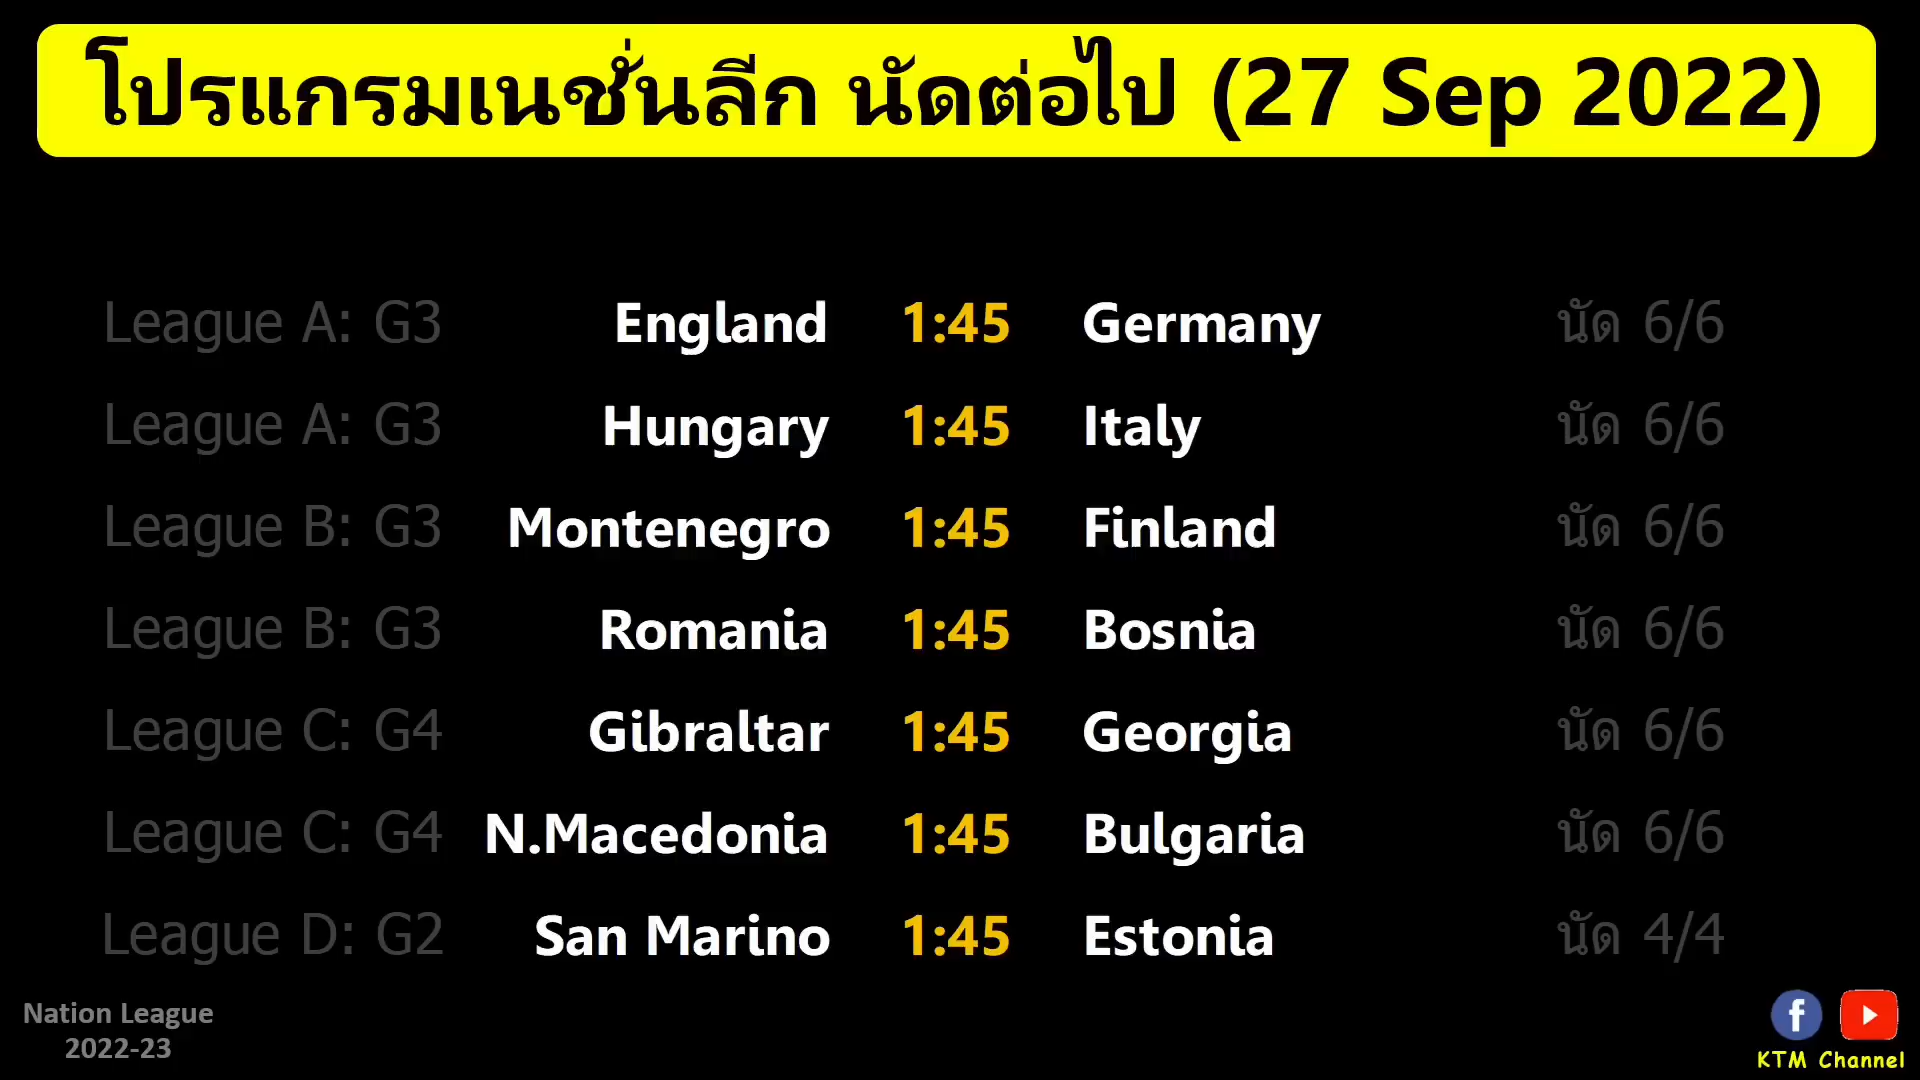 โปรแกรมเนชั่นลีก นัดต่อไป (27 Sep 2022)
League A: G3 England 1:45 Germany นัด 6/6
League A: G3 Hungary 1:45 Italy นัด 6/6
League B: G3 Montenegro 1:45 Finland นัด 6/6
League B: G3 Romania 1:45 Bosnia นัด 6/6
League C: G4 Gibraltar 1:45 Georgia นัด 6/6
League C: G4 N.Macedonia 1:45 Bulgaria นัด 6/6
League D: G2 San Marino 1:45 Estonia นัด 4/4
Nation League
2022-23
KTM Channel